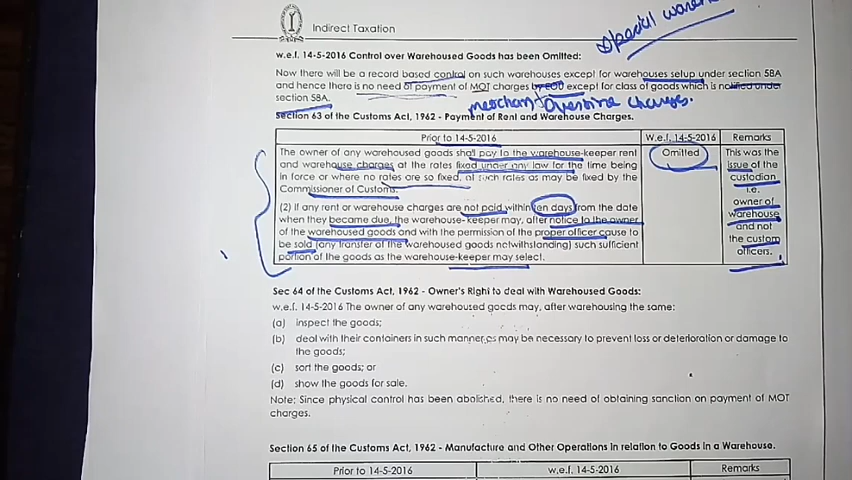 Indirect Taxation
special
w.e.f. 14-5-2016 Control over Warehoused Goods has been Omitted:
Now there will be a record based control on such warehouses except for warehouses setup under section 58A
and hence there is no need of payment of MOT charges by EOU except for class of goods which is notified under
section 58A.
merchant overtime charges.
Section 63 of the Customs Act, 1962 - Payment of Rent and Warehouse Charges.
Prior to 14-5-2016 W.e.f. 14-5-2016 Remarks
The owner of any warehoused goods shall pay to the warehouse-keeper rent
and warehouse charges at the rates fixed under any law for the time being
in force or where no rates are so fixed, at such rates as may be fixed by the
Commissioner of Customs.
(2) If any rent or warehouse charges are not paid within ten days from the date
when they became due, the warehouse-keeper may, after notice to the owner
of the warehoused goods and with the permission of the proper officer cause to
be sold (any transfer of the warehoused goods notwithstanding) such sufficient
portion of the goods as the warehouse-keeper may select.
Omitted
This was the
issue of the
custodian
i.e.
owner of
warehouse
and not
the custom
officers.
Sec 64 of the Customs Act, 1962 - Owner's Right to deal with Warehoused Goods:
w.e.f. 14-5-2016 The owner of any warehoused goods may, after warehousing the same:
(a) inspect the goods;
(b) deal with their containers in such manner as may be necessary to prevent loss or deterioration or damage to
the goods;
(c) sort the goods; or
(d) show the goods for sale.
Note: Since physical control has been abolished, there is no need of obtaining sanction on payment of MOT
charges.
Section 65 of the Customs Act, 1962 - Manufacture and Other Operations in relation to Goods in a Warehouse.
Prior to 14-5-2016 w.e.f. 14-5-2016 Remarks